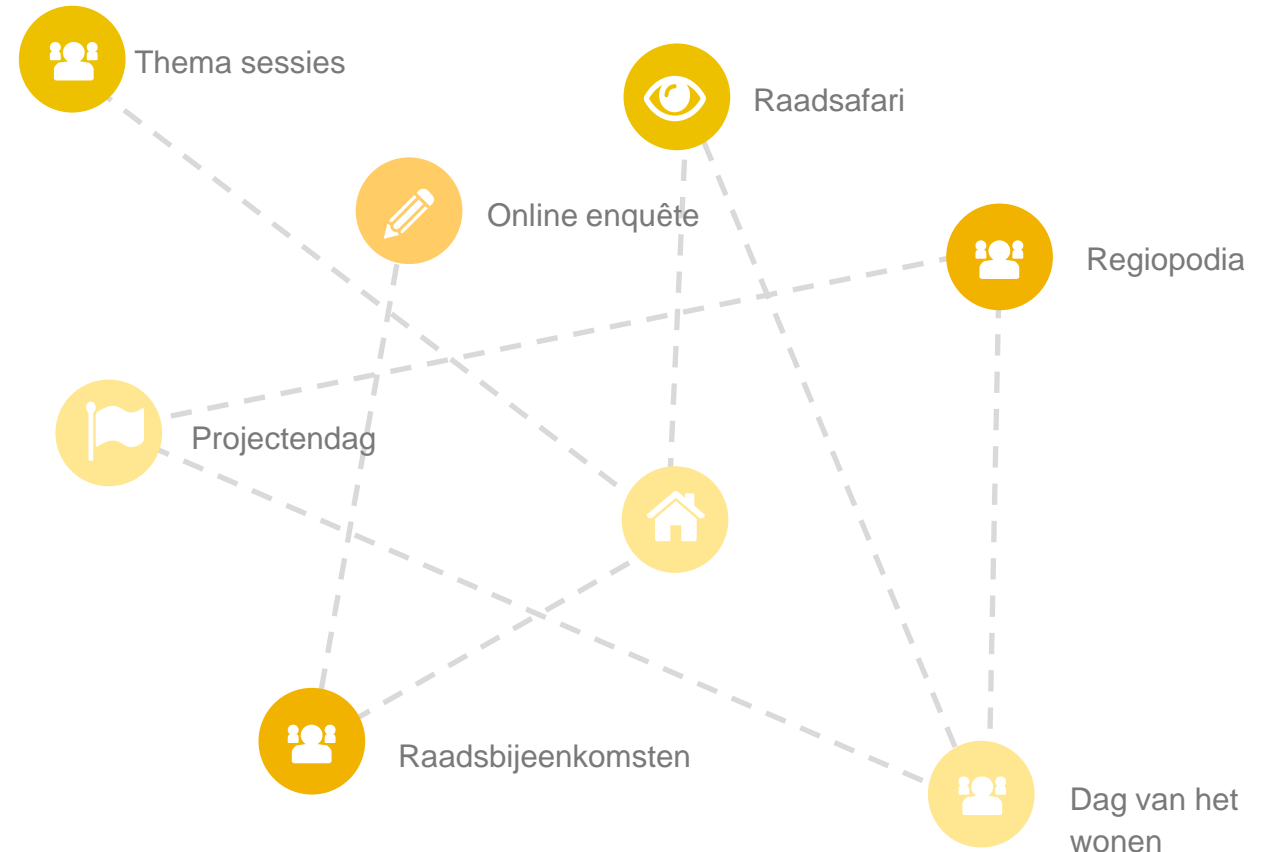 Thema sessies
Raadsafari
Online enquête
Regiopodia
Projectendag
Raadsbijeenkomsten
Dag van het
wonen